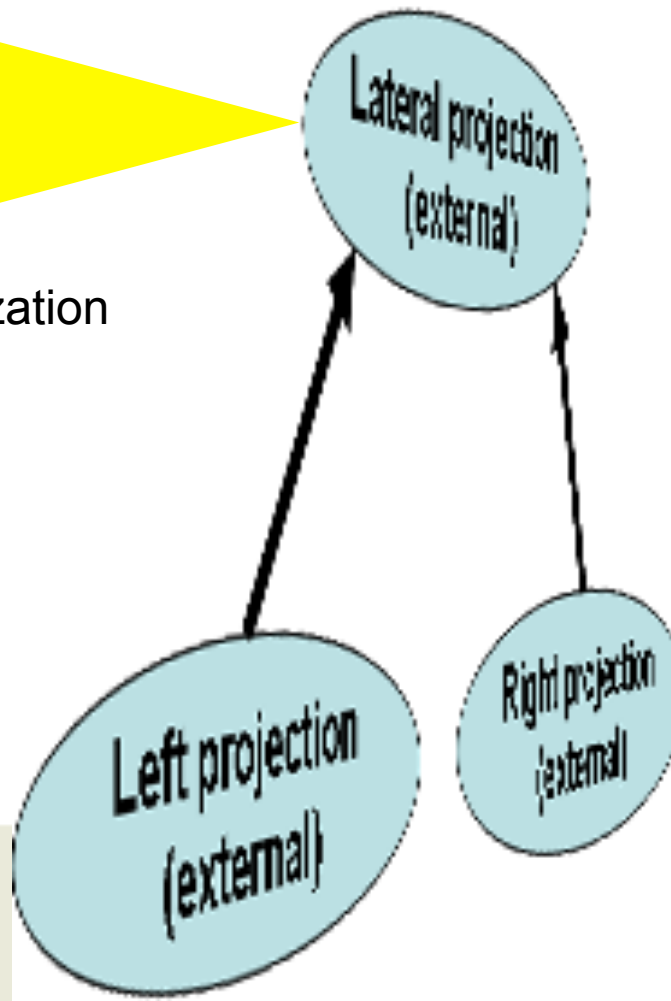 Lateral projection
(external)
zation
Left projection
(external)
Right projection
(external)